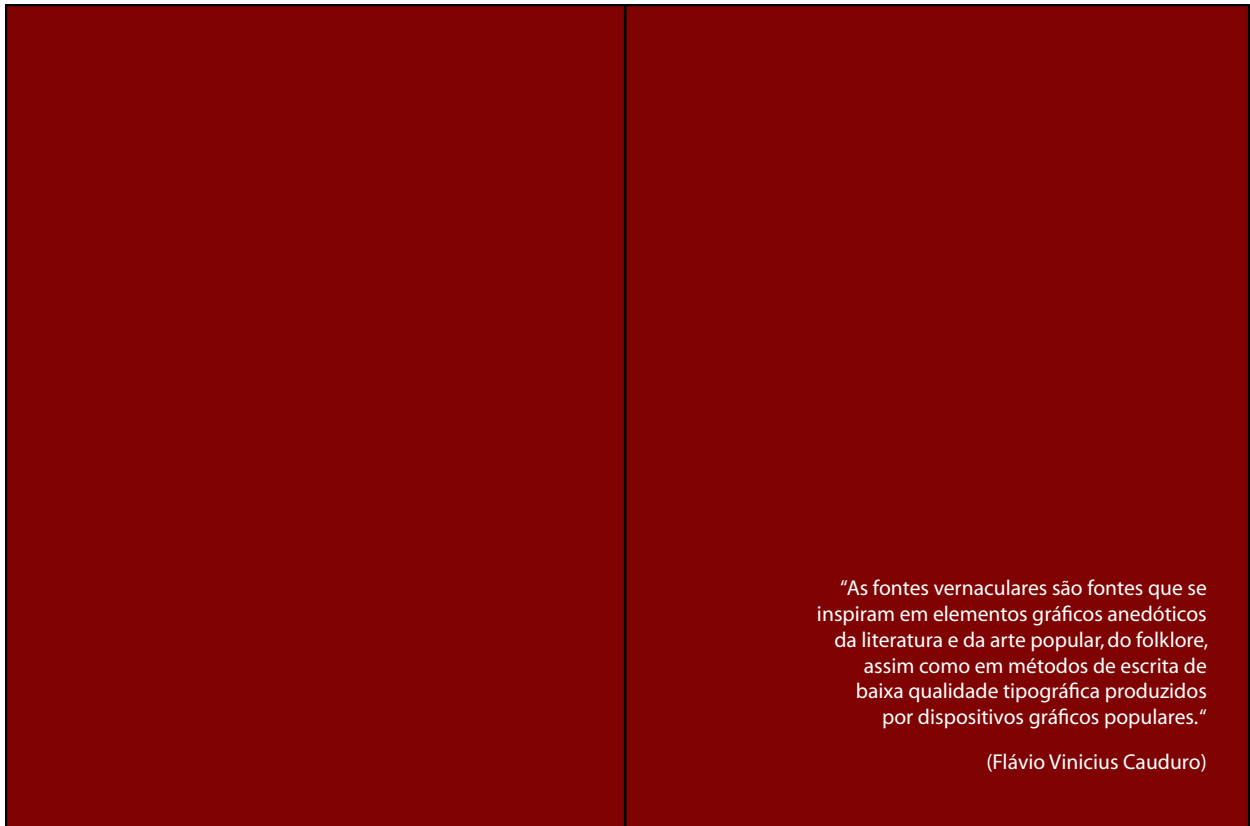 “As fontes vernaculares são fontes que se
inspiram em elementos gráficos anedóticos
da literatura e da arte popular, do folklore,
assim como em métodos de escrita de
baixa qualidade tipográfica produzidos
por dispositivos gráficos populares.“
(Flávio Vinicius Cauduro)